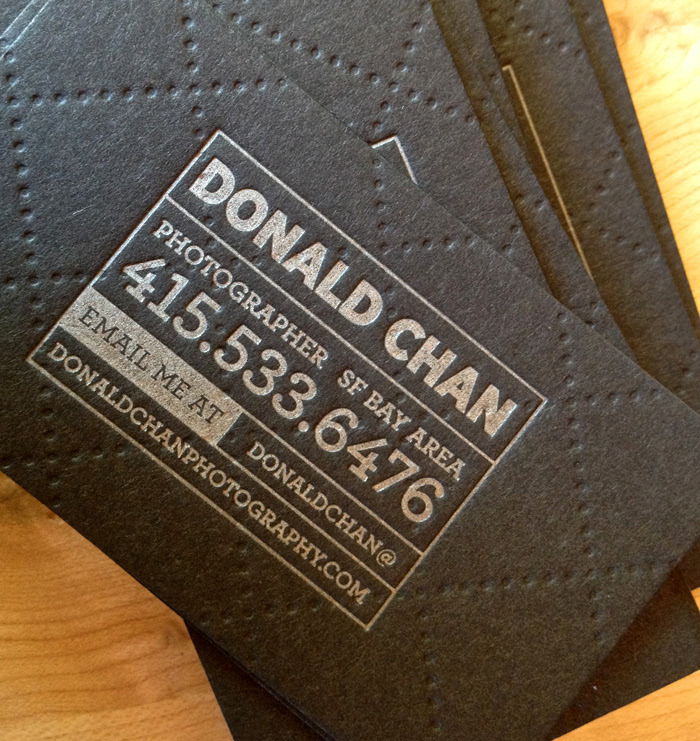 DONALD CHAN
PHOTOGRAPHER SF BAY AREA
415.533.6476
EMAIL ME AT DONALDCHAN@
DONALDCHANPHOTOGRAPHY.COM